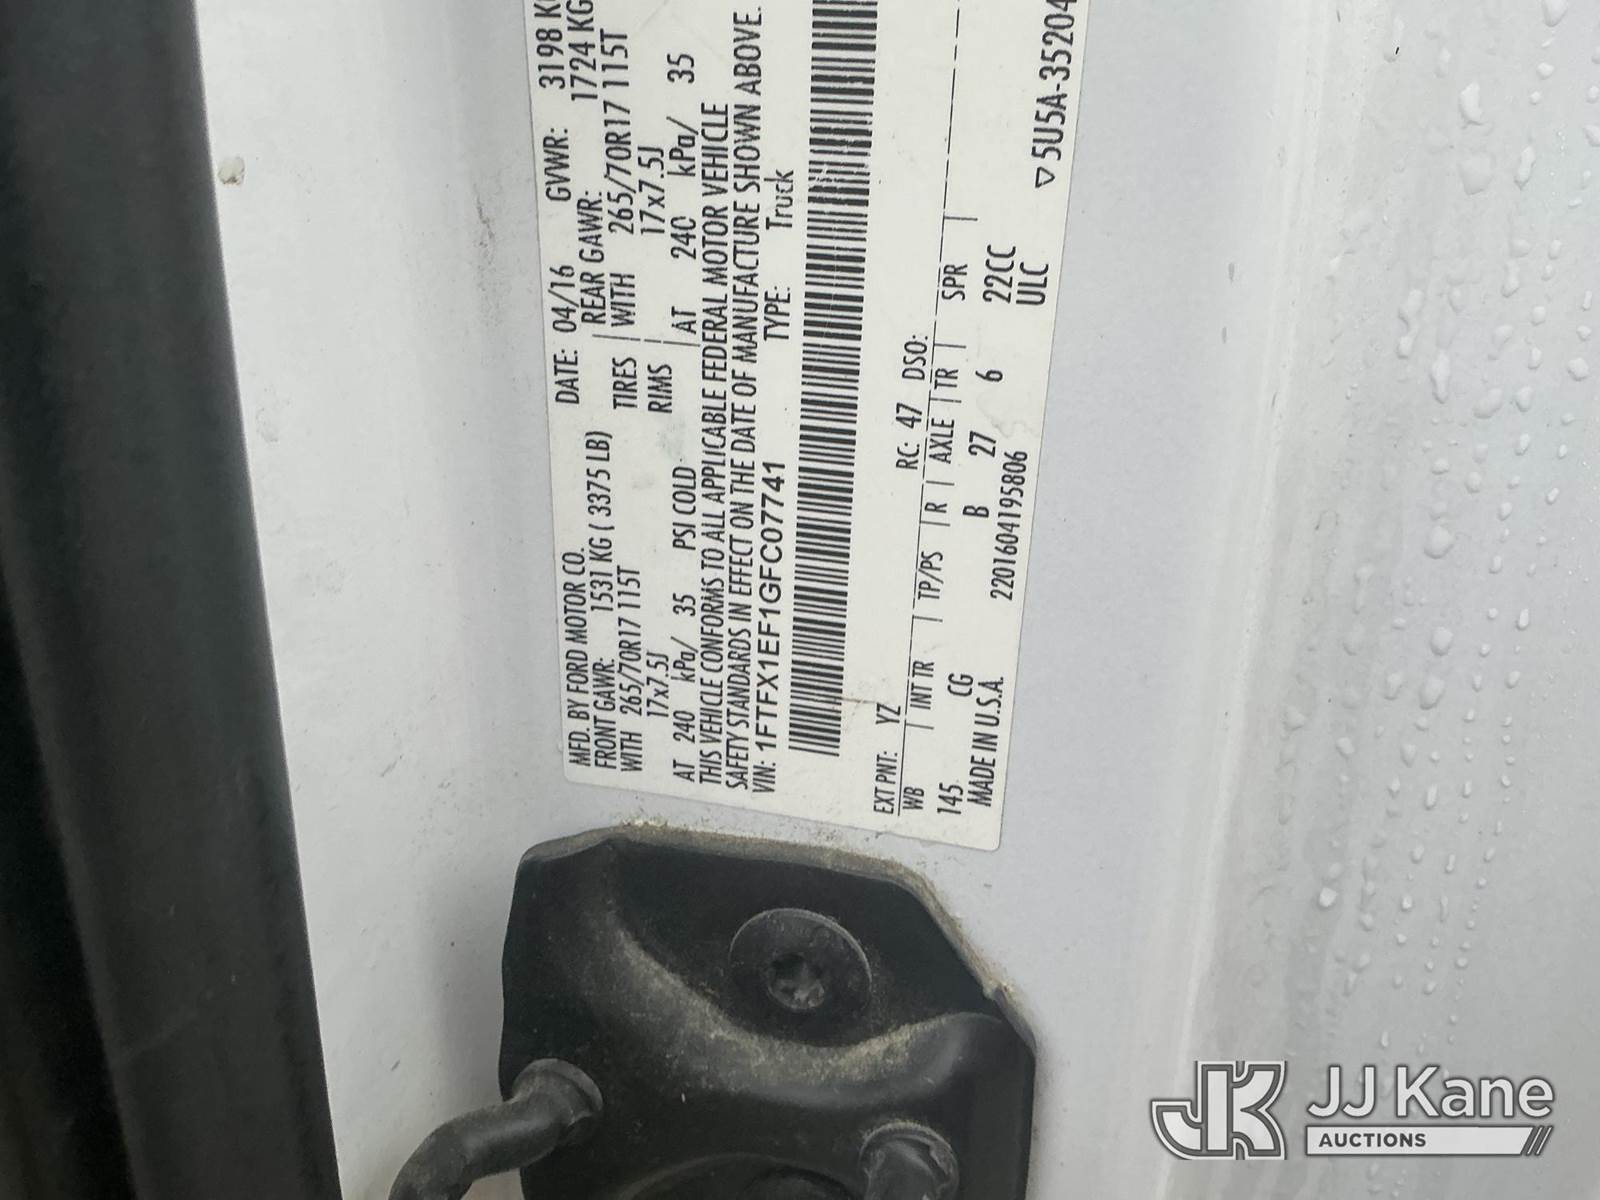 MFD. BY FORD MOTOR CO. DATE: 04/16 GVWR: 3198
FRONT GAWR: 1531 KG ( 3375 LB) REAR GAWR: 1724 KG
WITH 265/70R17 115T TIRES WITH 265/70R17 115T
17x7.5J RIMS 17x7.5J
AT 240 kPa/ 35 PSI COLD AT 240 kPa/ 35
THIS VEHICLE CONFORMS TO ALL APPLICABLE FEDERAL MOTOR VEHICLE
SAFETY STANDARDS IN EFFECT ON THE DATE OF MANUFACTURE SHOWN ABOVE.
VIN: 1FTFX1EF1GFC07741 TYPE: Truck
EXT PNT: YZ RC: 47 DSO:
WB | INT TR | TP/PS | R | AXLE | TR | SPR |
145 CG B 27 6 22CC
MADE IN U.S.A. 220160419580６ ULC
▽5U5A-35204
JK JJ Kane
AUCTIONS